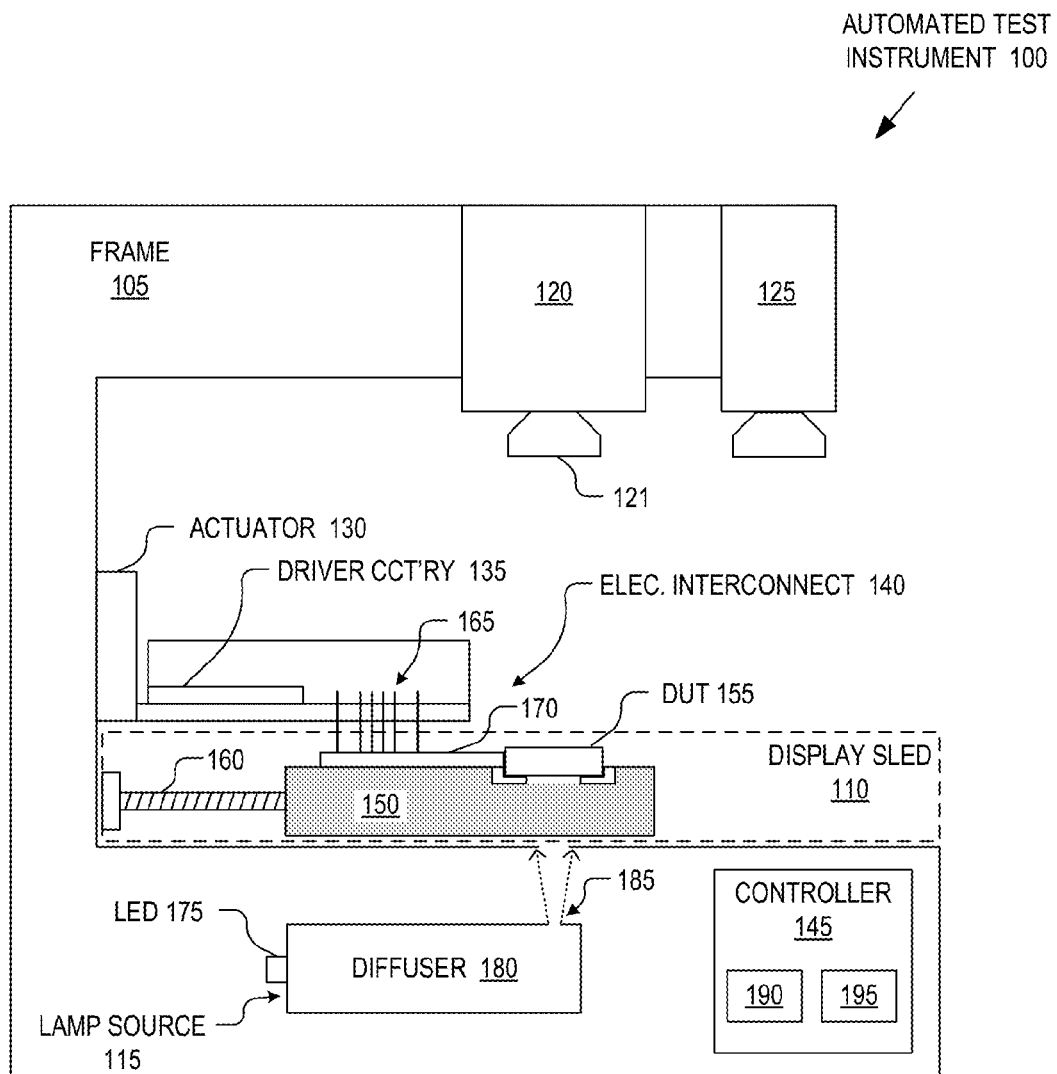 AUTOMATED TEST
INSTRUMENT 100
FRAME
105
120
125
121
ACTUATOR 130
DRIVER CCT'RY 135
ELEC. INTERCONNECT 140
165
DUT 155
170
DISPLAY SLED
110
160
150
185
LED 175
CONTROLLER
145
DIFFUSER 180
190
195
LAMP SOURCE
115